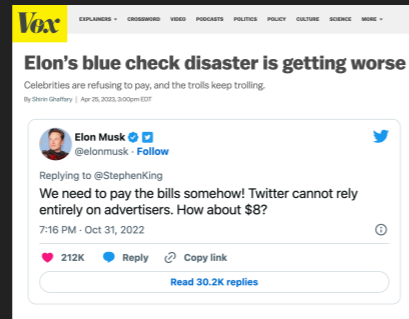 Vox
EXPLAINERS CROSSWORD VIDEO PODCASTS POLITICS POLICY CULTURE SCIENCE MORE
Elon's blue check disaster is getting worse
Celebrities are refusing to pay, and the trolls keep trolling.
By Shirin Ghaffary | Apr 25, 2023, 3:00pm EDT
Elon Musk
@elonmusk · Follow
Replying to @StephenKing
We need to pay the bills somehow! Twitter cannot rely
entirely on advertisers. How about $8?
7:16 PM · Oct 31, 2022
212K Reply Copy link
Read 30.2K replies